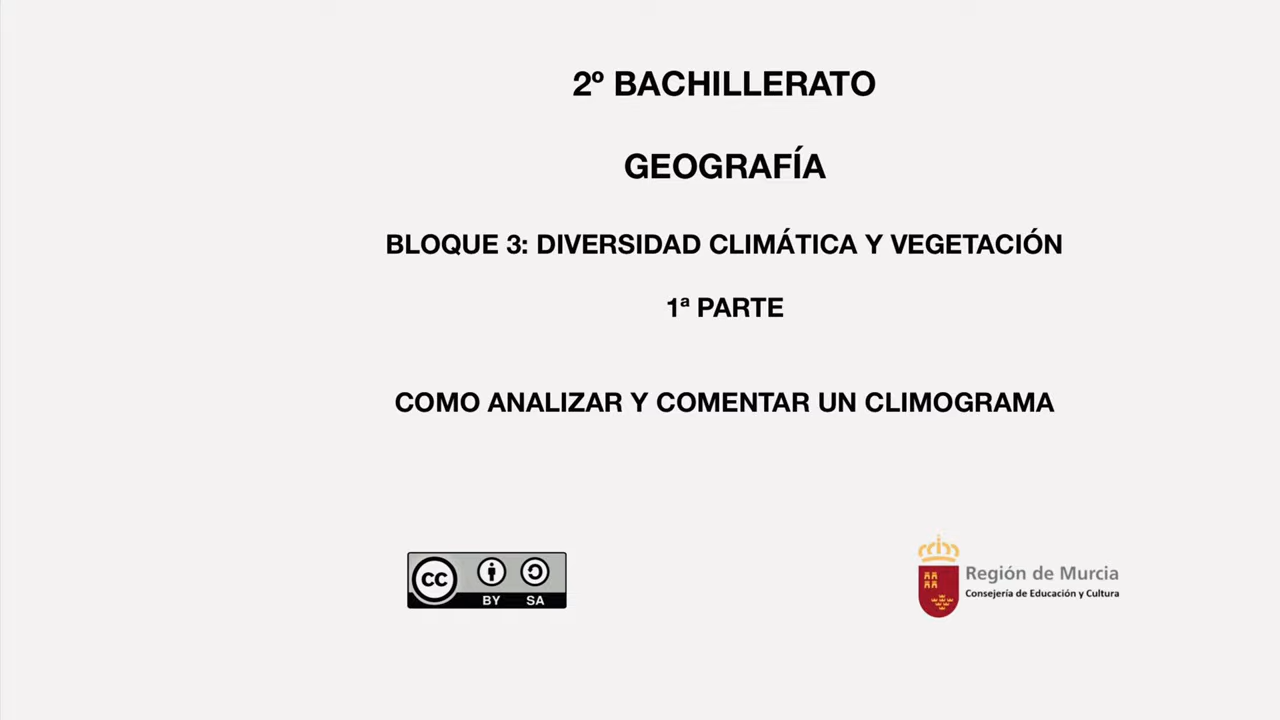 2º BACHILLERATO
GEOGRAFÍA
BLOQUE 3: DIVERSIDAD CLIMÁTICA Y VEGETACIÓN
1ª PARTE
COMO ANALIZAR Y COMENTAR UN CLIMOGRAMA
CC BY SA
Región de Murcia
Consejería de Educación y Cultura